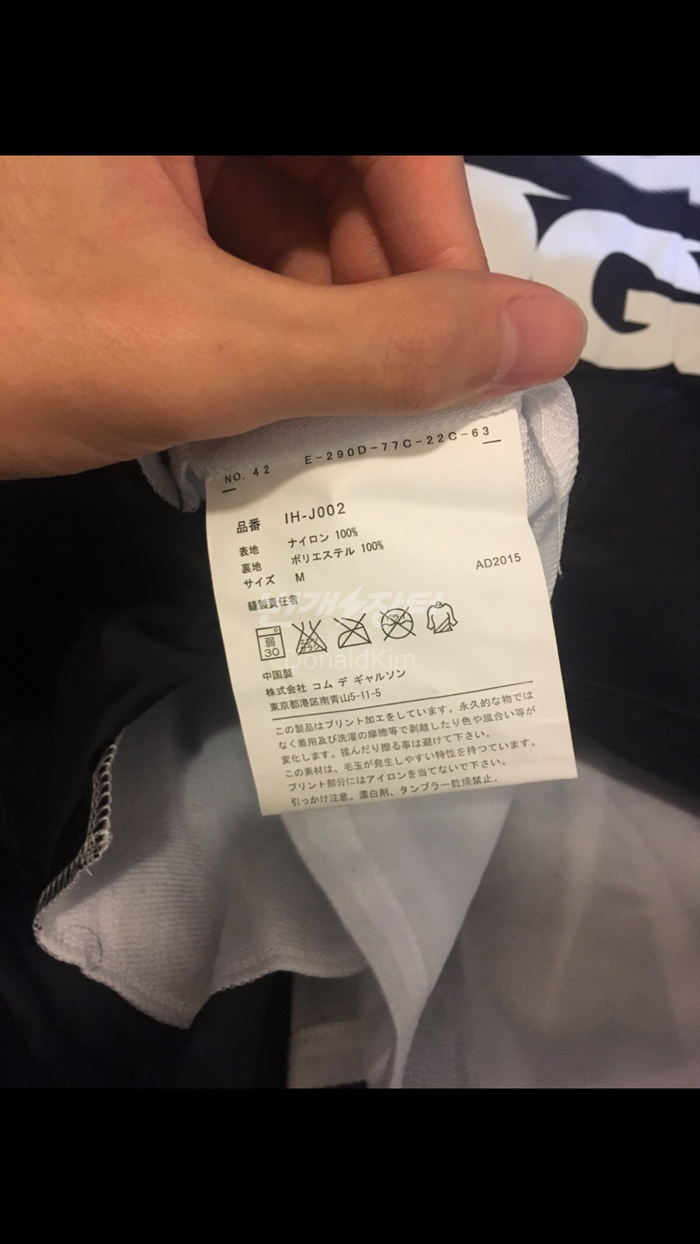 G
NO. 42 E-290D-77C-22C-63
品番 IH-J002
表地 ナイロン 100%
裏地 ポリエステル 100%
サイズ M
AD2015
縫製責任者
번개장터
弱
30
DonaldKim
中国製
株式会社 コム デ ギャルソン
東京都港区南青山5-11-5
この製品はプリント加工をしています。永久的な物では
なく着用及び洗濯の摩擦等で剥離したり色や風合い等が
変化します。揉んだり擦る事は避けて下さい。
この素材は、毛玉が発生しやすい特性を持つています。
プリント部分にはアイロンを当てないで下さい。
引っかけ注意、漂白剤、タンブラー乾燥禁止。